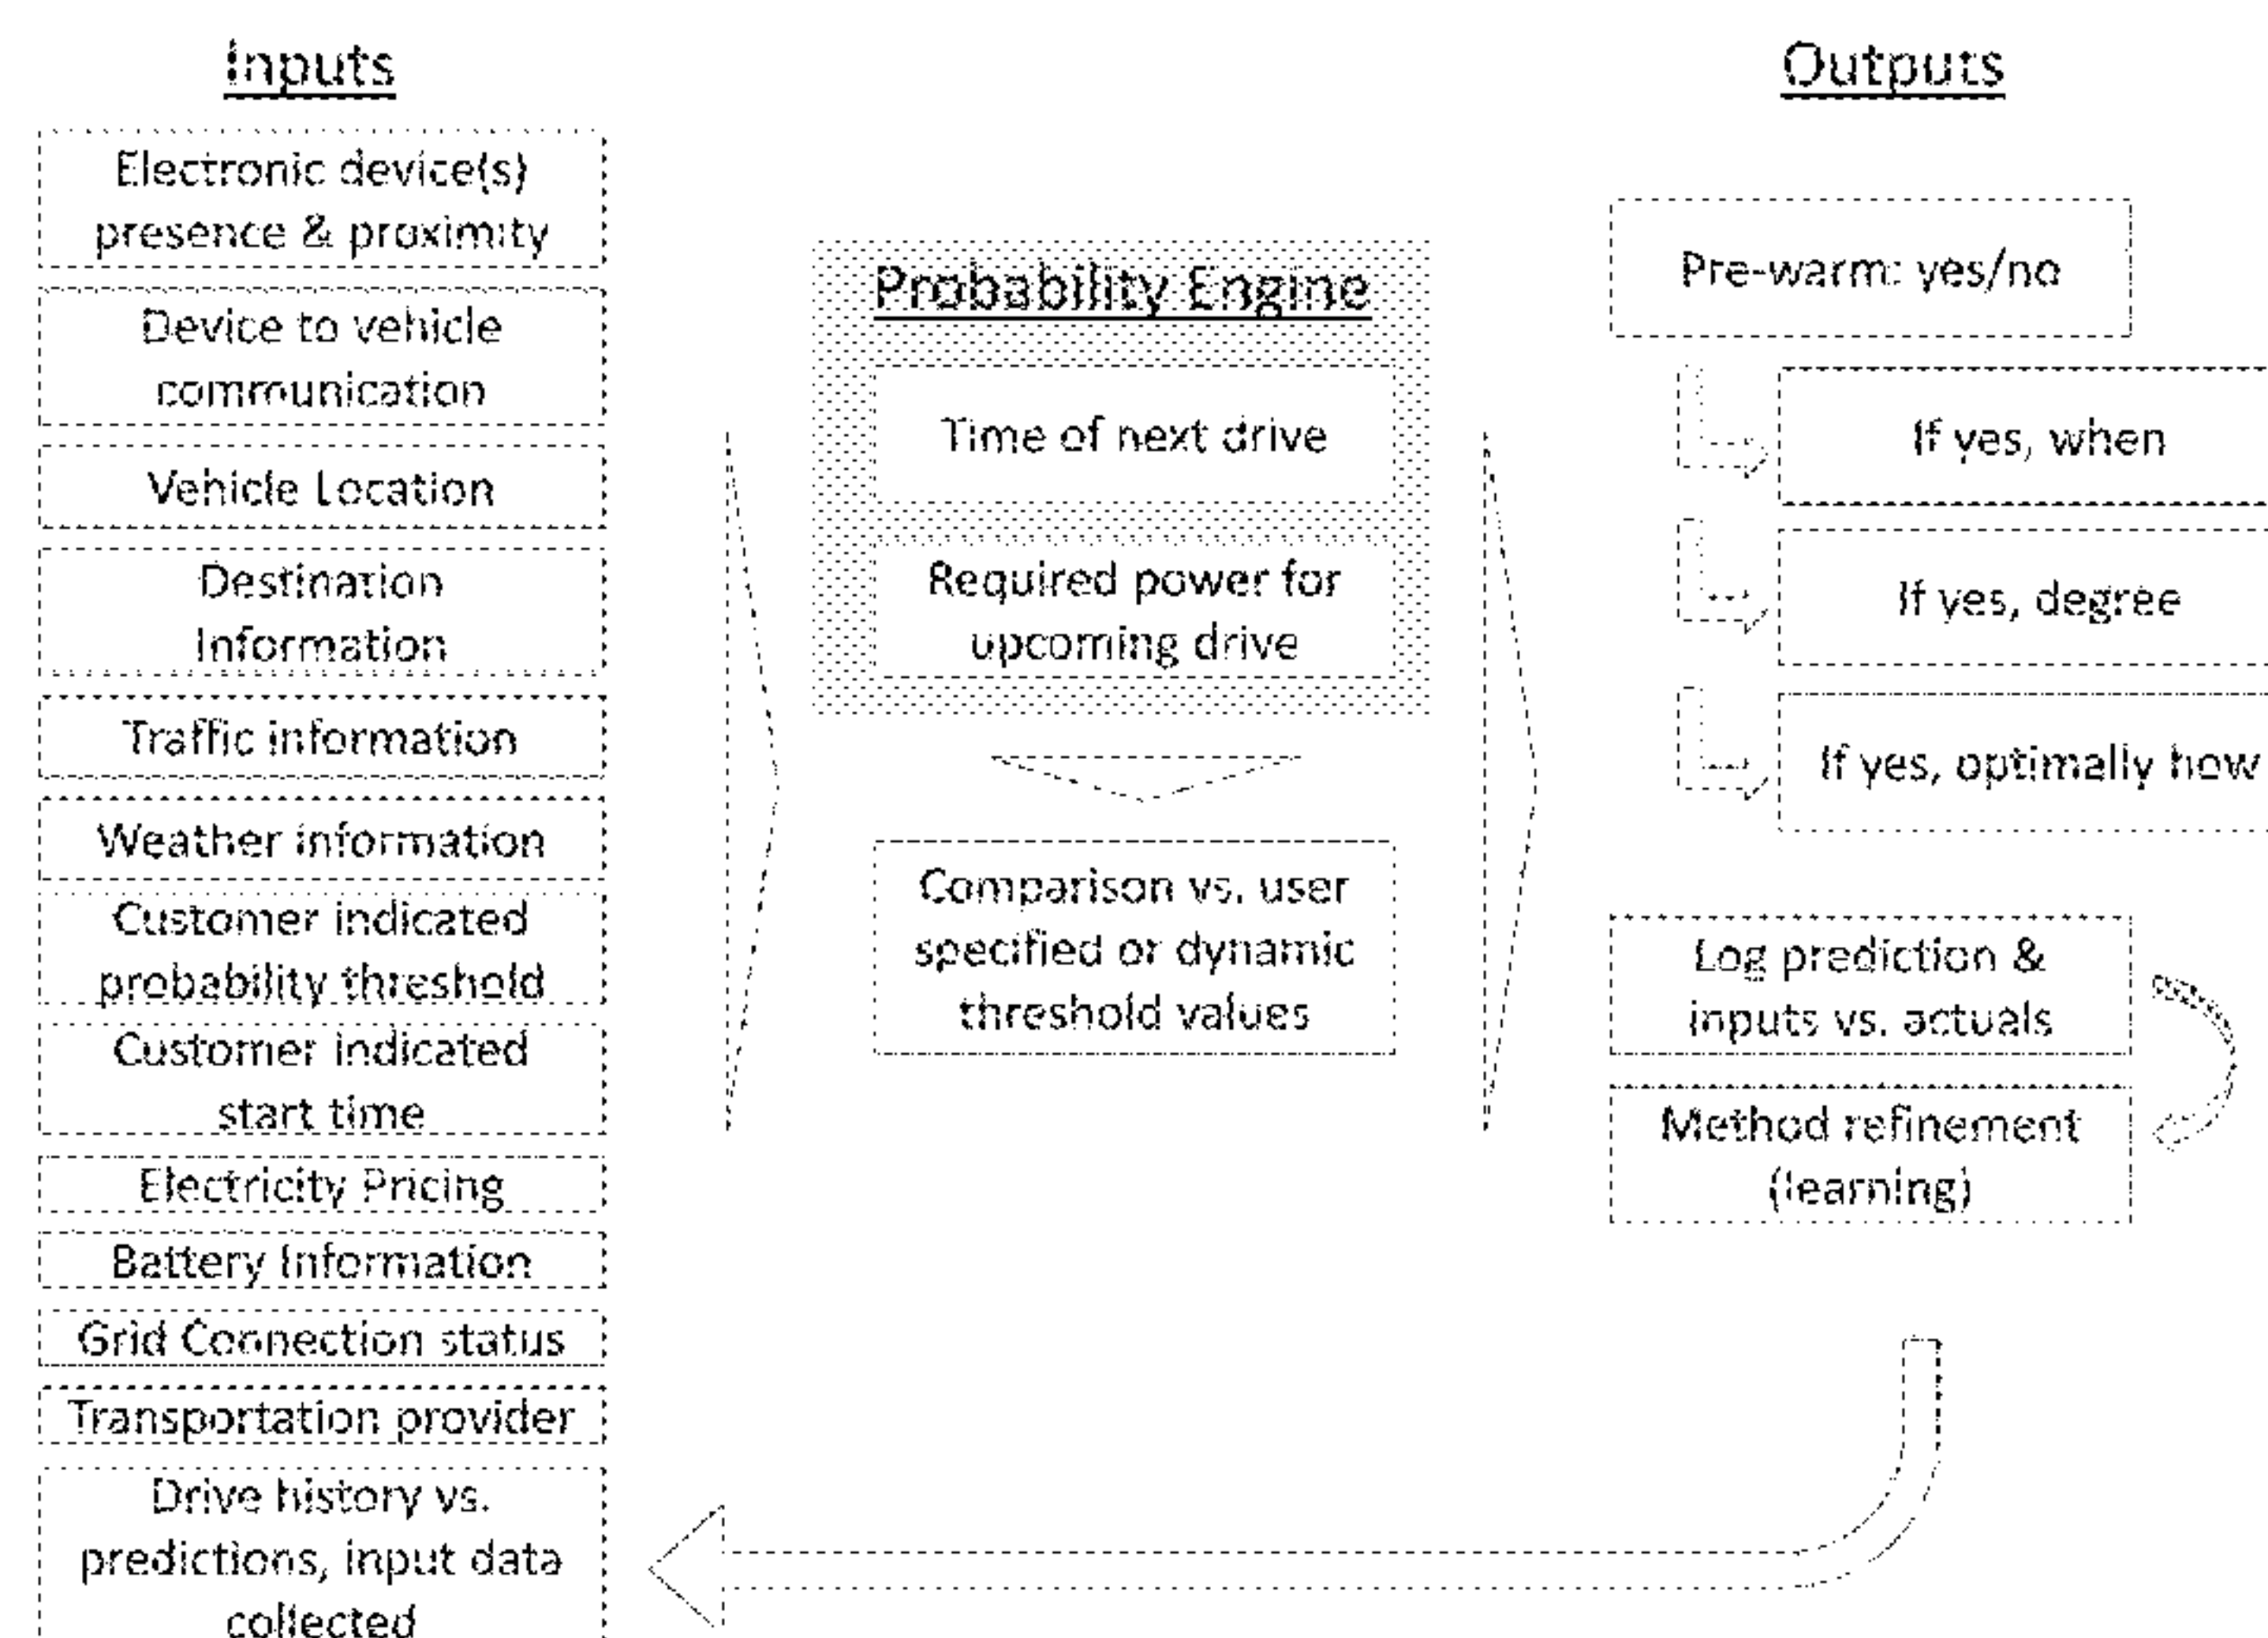 Inputs
Electronic device(s)
presence & proximity
Device to vehicle
communication
Vehicle Location
Destination
Information
Traffic information
Weather information
Customer indicated
probability threshold
Customer indicated
start time
Electricity Pricing
Battery Information
Grid Connection status
Transportation provider
Drive history vs.
predictions, input data
collected
Probability Engine
Time of next drive
Required power for
upcoming drive
Comparison vs. user
specified or dynamic
threshold values
Outputs
Pre-warm: yes/no
If yes, when
If yes, degree
If yes, optimally how
Log prediction &
inputs vs. actuals
Method refinement
(learning)